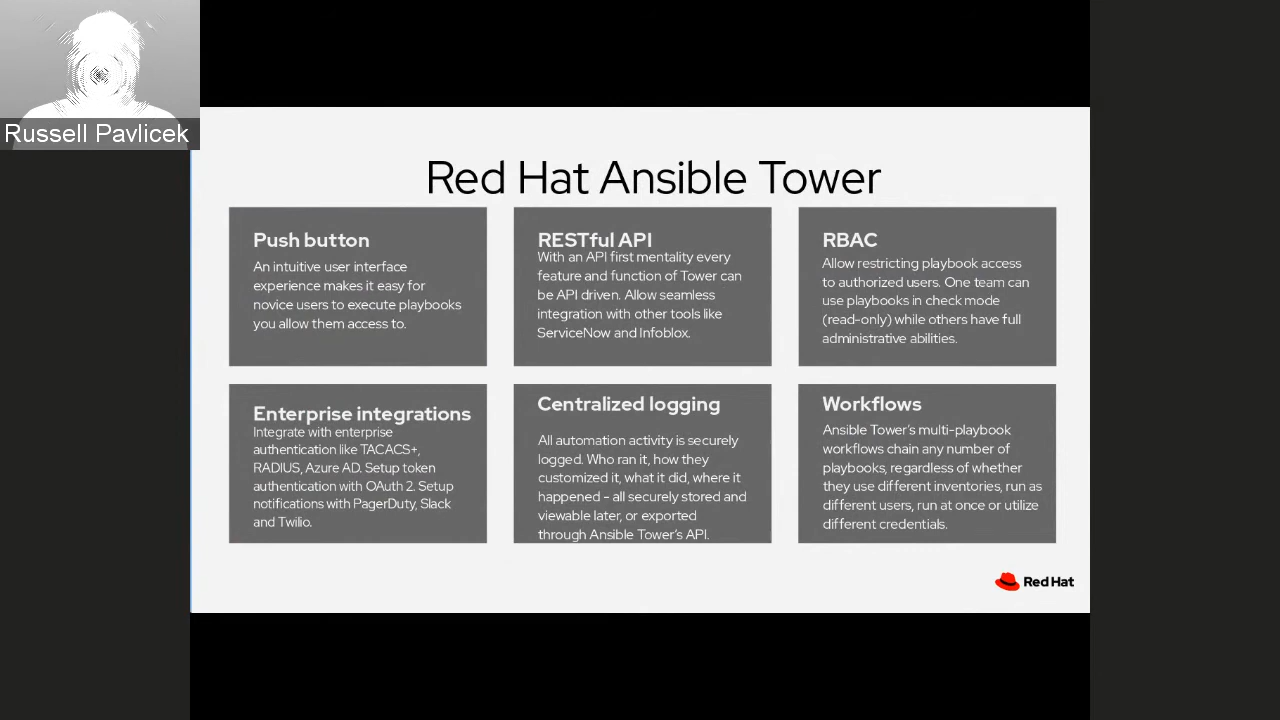 Russell Pavlicek
Red Hat Ansible Tower
Push button
An intuitive user interface
experience makes it easy for
novice users to execute playbooks
you allow them access to.
RESTful API
With an API first mentality every
feature and function of Tower can
be API driven. Allow seamless
integration with other tools like
ServiceNow and Infoblox.
RBAC
Allow restricting playbook access
to authorized users. One team can
use playbooks in check mode
(read-only) while others have full
administrative abilities.
Enterprise integrations
Integrate with enterprise
authentication like TACACS+,
RADIUS, Azure AD. Setup token
authentication with OAuth 2. Setup
notifications with PagerDuty, Slack
and Twilio.
Centralized logging
All automation activity is securely
logged. Who ran it, how they
customized it, what it did, where it
happened - all securely stored and
viewable later, or exported
through Ansible Tower's API.
Workflows
Ansible Tower's multi-playbook
workflows chain any number of
playbooks, regardless of whether
they use different inventories, run as
different users, run at once or utilize
different credentials.
Red Hat